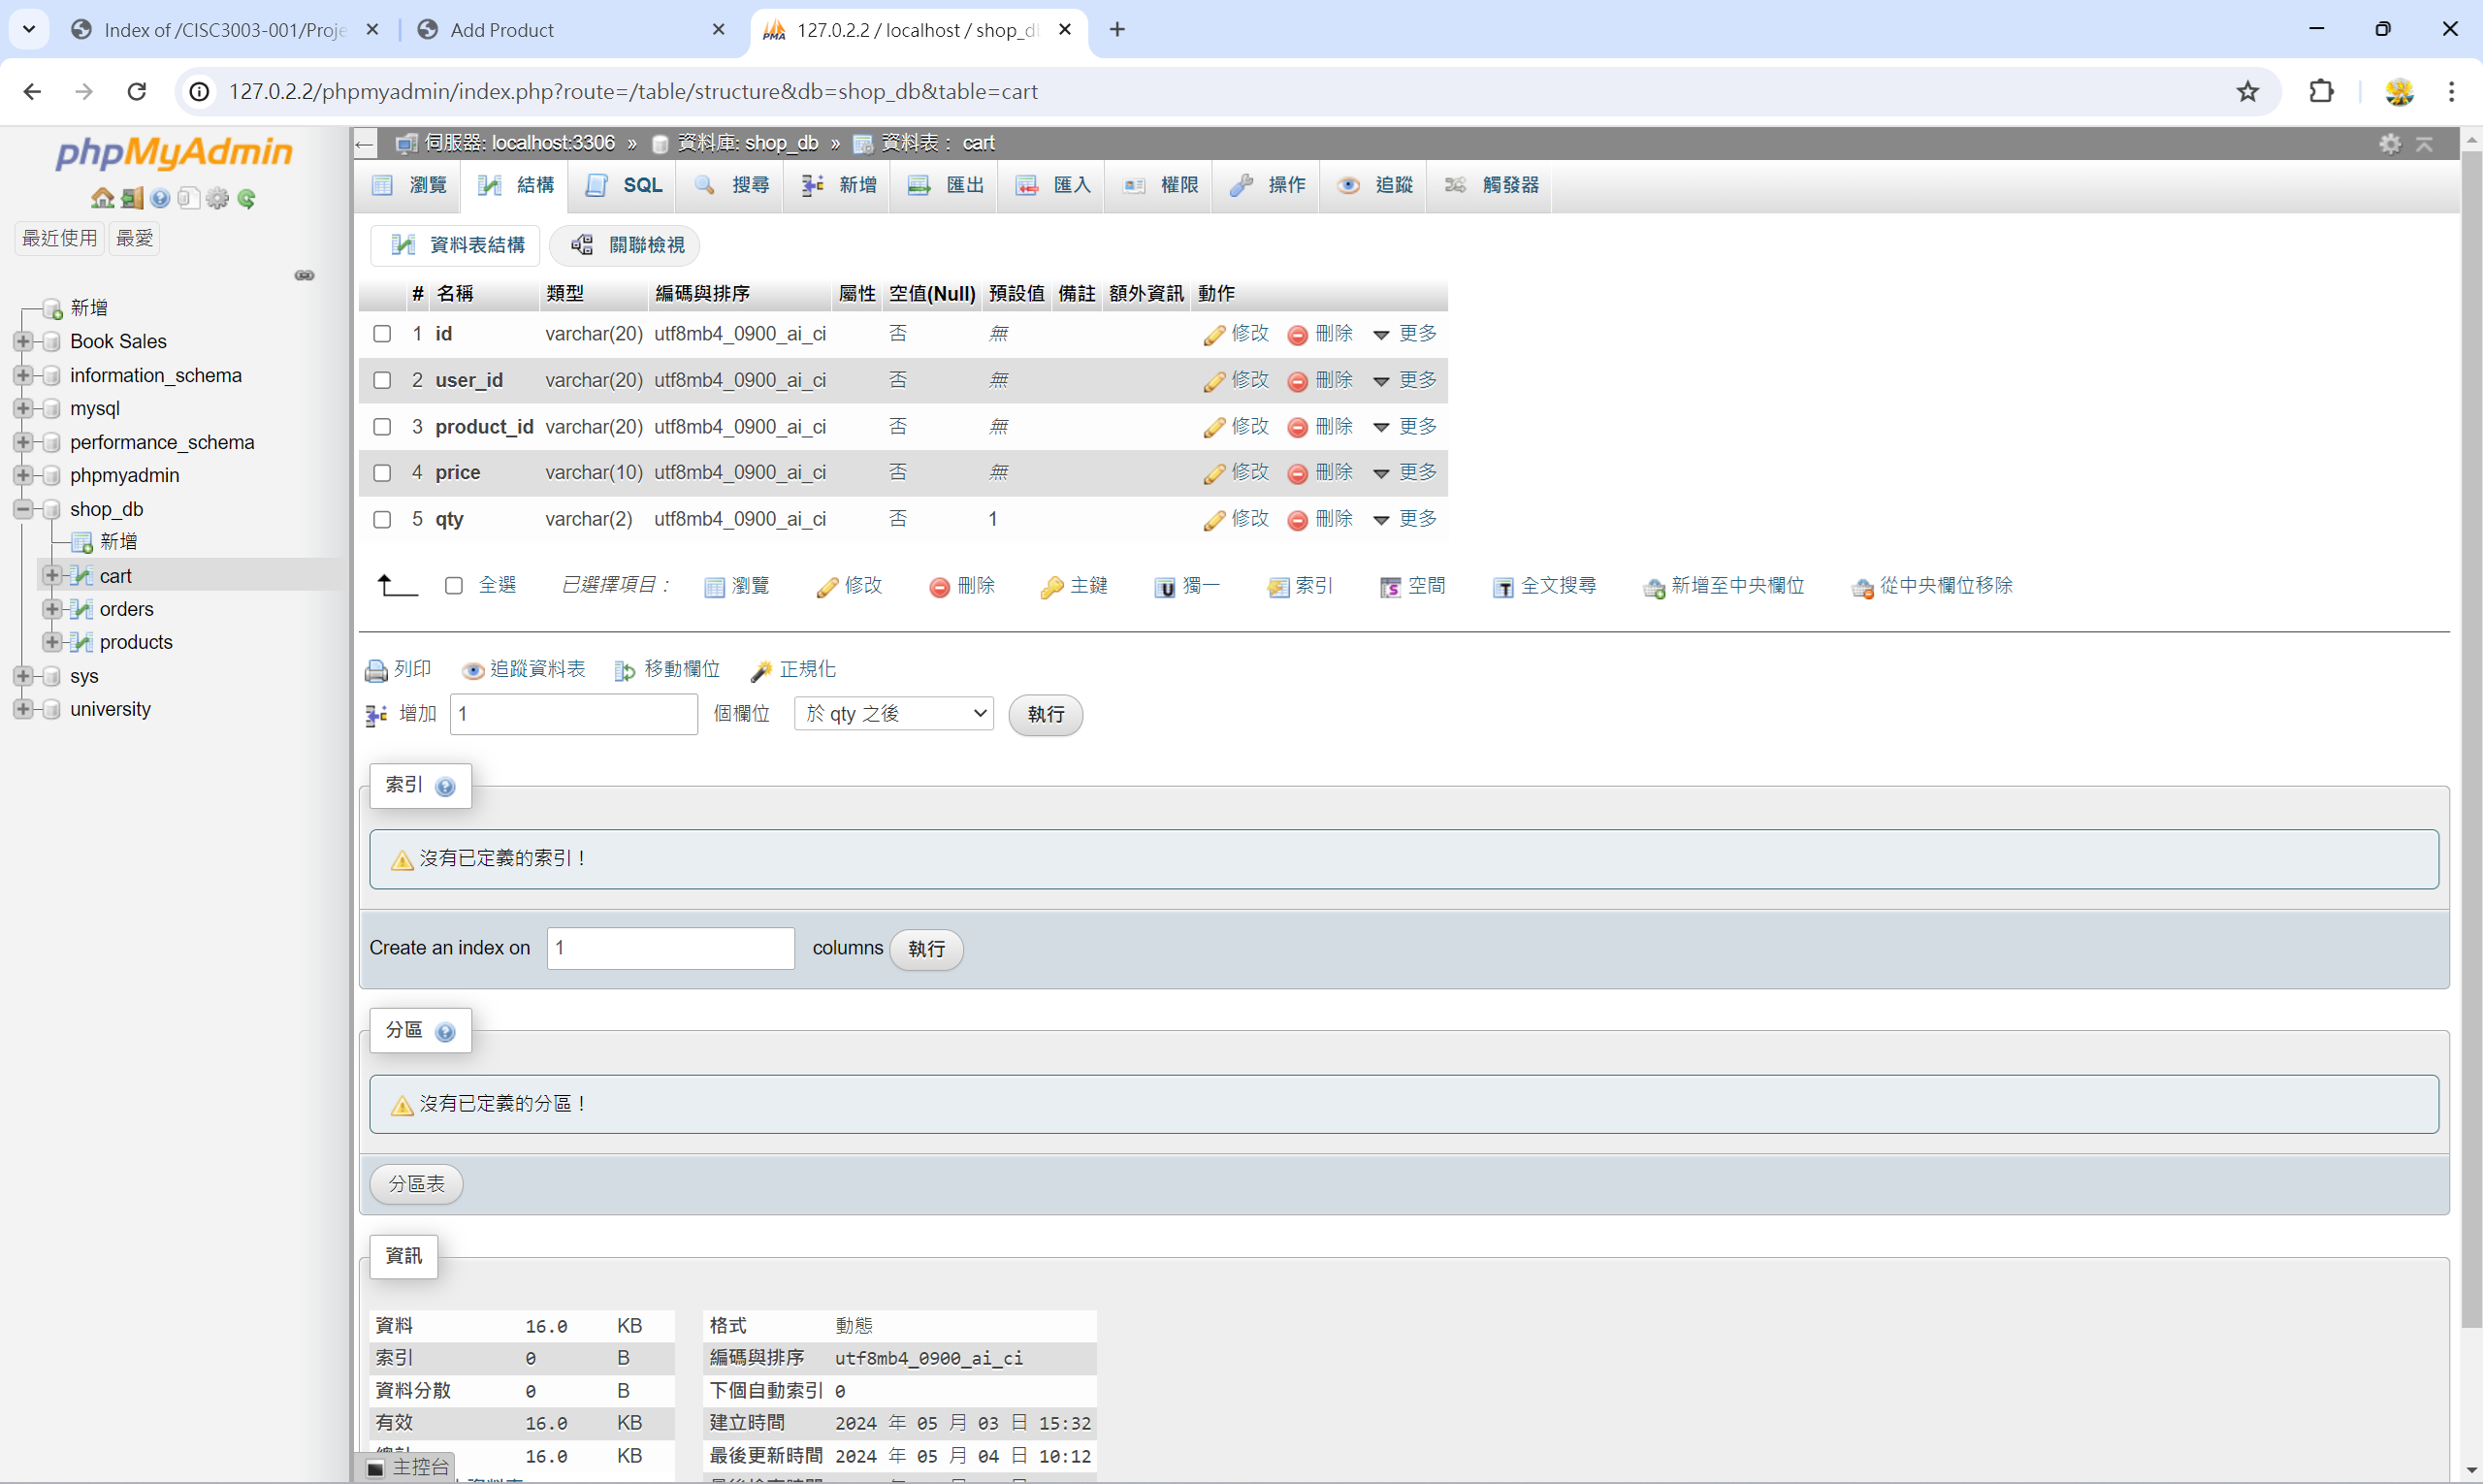 Index of /CISC3003-001/Proje
Add Product
127.0.2.2 / localhost / shop_d
127.0.2.2/phpmyadmin/index.php?route=/table/structure&db=shop_db&table=cart
phpMyAdmin
最近使用 最愛
新增
Book Sales
information_schema
mysql
performance_schema
phpmyadmin
shop_db
新增
cart
orders
products
sys
university
伺服器: localhost:3306 » 資料庫: shop_db » 資料表： cart
瀏覽 結構 SQL 搜尋 新增 匯出 匯入 權限 操作 追蹤 觸發器
資料表結構 關聯檢視
# 名稱 類型 編碼與排序 屬性 空值(Null) 預設值 備註 額外資訊 動作
1 id varchar(20) utf8mb4_0900_ai_ci 否 無 修改 刪除 更多
2 user_id varchar(20) utf8mb4_0900_ai_ci 否 無 修改 刪除 更多
3 product_id varchar(20) utf8mb4_0900_ai_ci 否 無 修改 刪除 更多
4 price varchar(10) utf8mb4_0900_ai_ci 否 無 修改 刪除 更多
5 qty varchar(2) utf8mb4_0900_ai_ci 否 1 修改 刪除 更多
全選 已選擇項目： 瀏覽 修改 刪除 主鍵 獨一 索引 空間 全文搜尋 新增至中央欄位 從中央欄位移除
列印 追蹤資料表 移動欄位 正規化
增加 1 個欄位 於 qty 之後 執行
索引
沒有已定義的索引！
Create an index on 1 columns 執行
分區
沒有已定義的分區！
分區表
資訊
資料 16.0 KB
索引 0 B
資料分散 0 B
有效 16.0 KB
16.0 KB
格式 動態
編碼與排序 utf8mb4_0900_ai_ci
下個自動索引 0
建立時間 2024 年 05 月 03 日 15:32
最後更新時間 2024 年 05 月 04 日 10:12
主控台